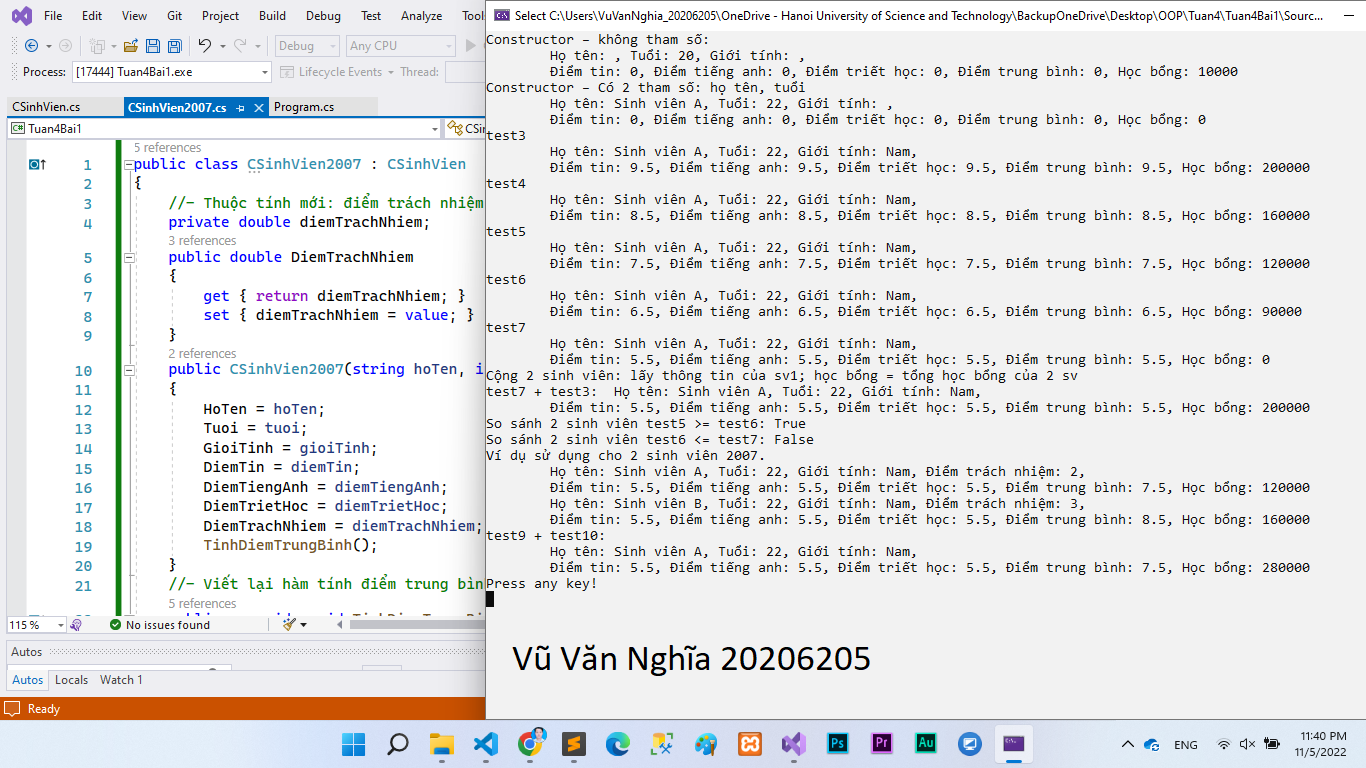 File Edit View Git Project Build Debug Test Analyze Tools
Select C:\Users\VuVanNghia_20206205\OneDrive - Hanoi University of Science and Technology\BackupOneDrive\Desktop\OOP\Tuan4\Tuan4Bai1\Sourc...
Debug Any CPU
Process: [17444] Tuan4Bai1.exe Lifecycle Events Thread:
CSinhVien.cs CSinhVien2007.cs Program.cs
Tuan4Bai1
5 references
1 public class CSinhVien2007 : CSinhVien
2 {
3 //- Thuộc tính mới: điểm trách nhiệm
4 private double diemTrachNhiem;
3 references
5 public double DiemTrachNhiem
6 {
7 get { return diemTrachNhiem; }
8 set { diemTrachNhiem = value; }
9 }
2 references
10 public CSinhVien2007(string hoTen, i
11 {
12 HoTen = hoTen;
13 Tuoi = tuoi;
14 GioiTinh = gioiTinh;
15 DiemTin = diemTin;
16 DiemTiengAnh = diemTiengAnh;
17 DiemTrietHoc = diemTrietHoc;
18 DiemTrachNhiem = diemTrachNhiem;
19 TinhDiemTrungBinh();
20 }
21 //- Viết lại hàm tính điểm trung bìn
5 references
115 % No issues found
Autos
Autos Locals Watch 1
Ready
Constructor – không tham số:
Họ tên: , Tuổi: 20, Giới tính: ,
Điểm tin: 0, Điểm tiếng anh: 0, Điểm triết học: 0, Điểm trung bình: 0, Học bổng: 10000
Constructor – Có 2 tham số: họ tên, tuổi
Họ tên: Sinh viên A, Tuổi: 22, Giới tính: ,
Điểm tin: 0, Điểm tiếng anh: 0, Điểm triết học: 0, Điểm trung bình: 0, Học bổng: 0
test3
Họ tên: Sinh viên A, Tuổi: 22, Giới tính: Nam,
Điểm tin: 9.5, Điểm tiếng anh: 9.5, Điểm triết học: 9.5, Điểm trung bình: 9.5, Học bổng: 200000
test4
Họ tên: Sinh viên A, Tuổi: 22, Giới tính: Nam,
Điểm tin: 8.5, Điểm tiếng anh: 8.5, Điểm triết học: 8.5, Điểm trung bình: 8.5, Học bổng: 160000
test5
Họ tên: Sinh viên A, Tuổi: 22, Giới tính: Nam,
Điểm tin: 7.5, Điểm tiếng anh: 7.5, Điểm triết học: 7.5, Điểm trung bình: 7.5, Học bổng: 120000
test6
Họ tên: Sinh viên A, Tuổi: 22, Giới tính: Nam,
Điểm tin: 6.5, Điểm tiếng anh: 6.5, Điểm triết học: 6.5, Điểm trung bình: 6.5, Học bổng: 90000
test7
Họ tên: Sinh viên A, Tuổi: 22, Giới tính: Nam,
Điểm tin: 5.5, Điểm tiếng anh: 5.5, Điểm triết học: 5.5, Điểm trung bình: 5.5, Học bổng: 0
Cộng 2 sinh viên: lấy thông tin của sv1; học bổng = tổng học bổng của 2 sv
test7 + test3: Họ tên: Sinh viên A, Tuổi: 22, Giới tính: Nam,
Điểm tin: 5.5, Điểm tiếng anh: 5.5, Điểm triết học: 5.5, Điểm trung bình: 5.5, Học bổng: 200000
So sánh 2 sinh viên test5 >= test6: True
So sánh 2 sinh viên test6 <= test7: False
Ví dụ sử dụng cho 2 sinh viên 2007.
Họ tên: Sinh viên A, Tuổi: 22, Giới tính: Nam, Điểm trách nhiệm: 2,
Điểm tin: 5.5, Điểm tiếng anh: 5.5, Điểm triết học: 5.5, Điểm trung bình: 7.5, Học bổng: 120000
Họ tên: Sinh viên B, Tuổi: 22, Giới tính: Nam, Điểm trách nhiệm: 3,
Điểm tin: 5.5, Điểm tiếng anh: 5.5, Điểm triết học: 5.5, Điểm trung bình: 8.5, Học bổng: 160000
test9 + test10:
Họ tên: Sinh viên A, Tuổi: 22, Giới tính: Nam,
Điểm tin: 5.5, Điểm tiếng anh: 5.5, Điểm triết học: 5.5, Điểm trung bình: 7.5, Học bổng: 280000
Press any key!
Vũ Văn Nghĩa 20206205
Ps Pr Au
ENG
11:40 PM
11/5/2022